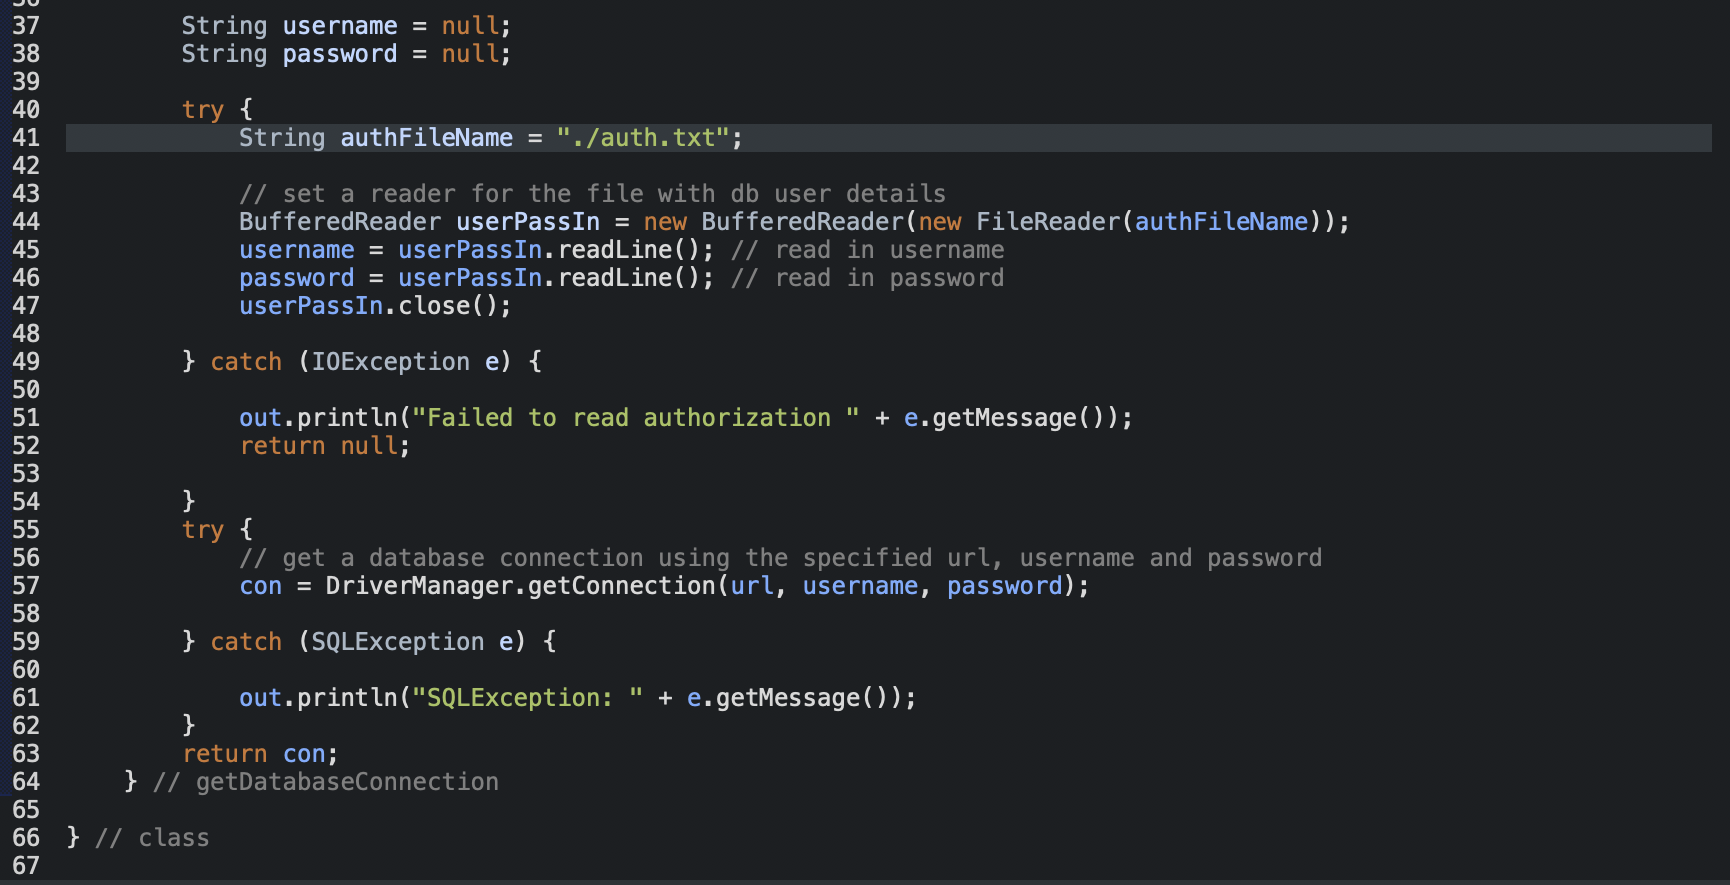 37        String username = null;
38        String password = null;
39
40        try {
41            String authFileName = "./auth.txt";
42
43            // set a reader for the file with db user details
44            BufferedReader userPassIn = new BufferedReader(new FileReader(authFileName));
45            username = userPassIn.readLine(); // read in username
46            password = userPassIn.readLine(); // read in password
47            userPassIn.close();
48
49        } catch (IOException e) {
50
51            out.println("Failed to read authorization " + e.getMessage());
52            return null;
53
54        }
55        try {
56            // get a database connection using the specified url, username and password
57            con = DriverManager.getConnection(url, username, password);
58
59        } catch (SQLException e) {
60
61            out.println("SQLException: " + e.getMessage());
62        }
63        return con;
64    } // getDatabaseConnection
65
66 } // class
67